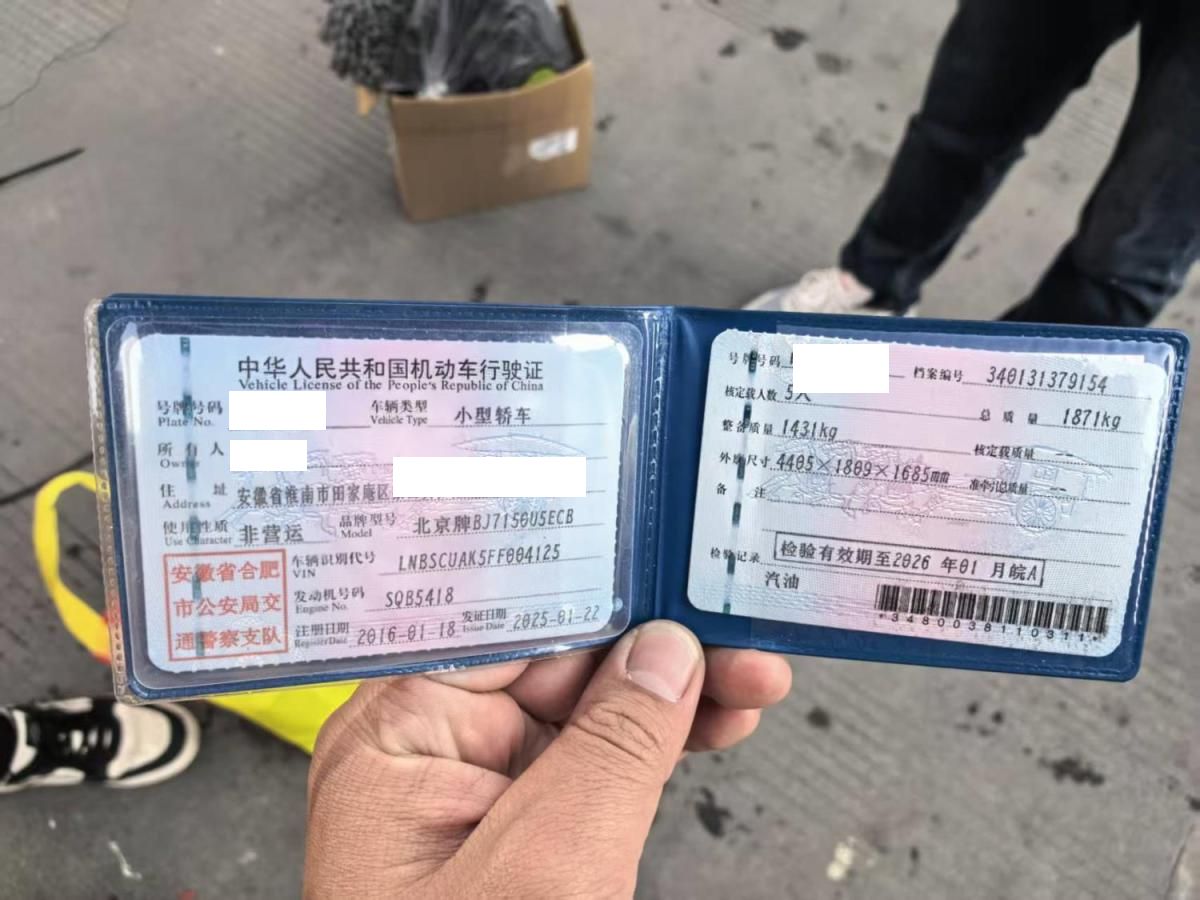 中华人民共和国机动车行驶证
Vehicle License of the People's Republic of China
号牌号码
Plate No.
车辆类型 小型轿车
Vehicle Type
所有人
Owner
住址 安徽省淮南市田家庵区
Address
使用性质 非营运
Use Character
品牌型号 北京牌BJ7150U5ECB
Model
安徽省合肥
市公安局交
通警察支队
车辆识别代号 LNBSCUAK5FF004125
VIN
发动机号码 SQB5418
Engine No.
注册日期 2016-01-18
Register Date
发证日期 2025-01-22
Issue Date
号牌号码
档案编号 340131379154
核定载人数 5人
总质量 1871kg
整备质量 1431kg
核定载质量 --
外廓尺寸 4405×1809×1685mm
准牵引总质量 --
备注
检验记录 检验有效期至2026 年01 月皖A
汽油
*3480038110311*